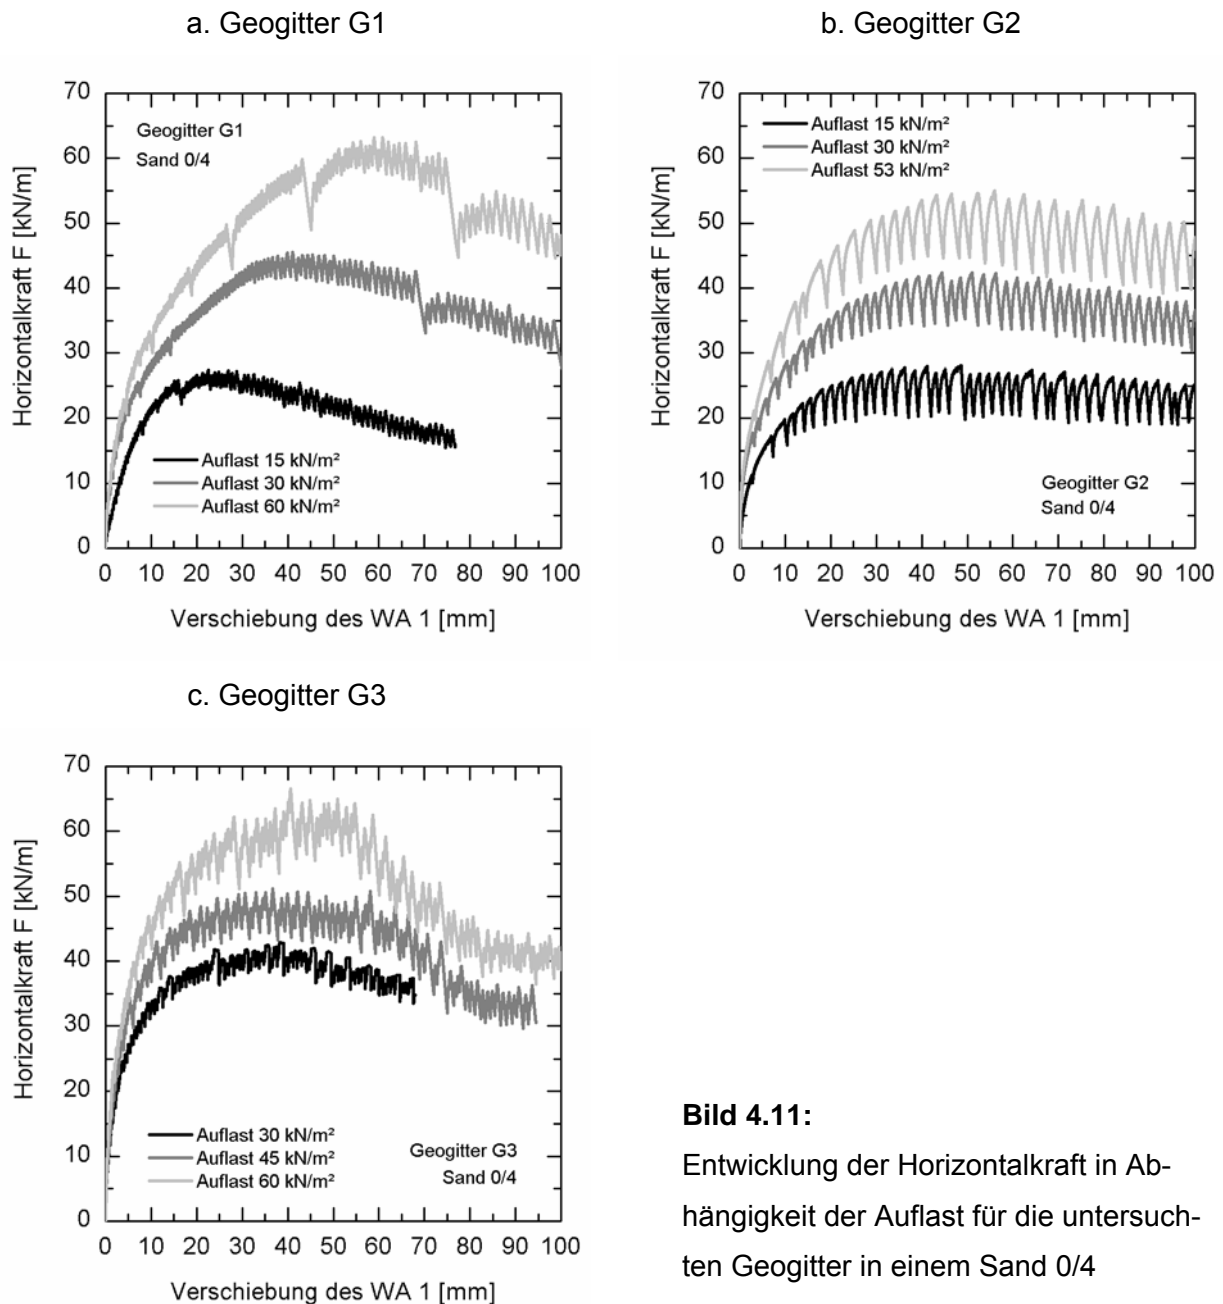 a. Geogitter G1
70
60
50
40
30
20
10
0
Horizontalkraft F [kN/m]
Geogitter G1
Sand 0/4
Auflast 15 kN/m²
Auflast 30 kN/m²
Auflast 60 kN/m²
0 10 20 30 40 50 60 70 80 90 100
Verschiebung des WA 1 [mm]
b. Geogitter G2
70
60
50
40
30
20
10
0
Horizontalkraft F [kN/m]
Auflast 15 kN/m²
Auflast 30 kN/m²
Auflast 53 kN/m²
Geogitter G2
Sand 0/4
0 10 20 30 40 50 60 70 80 90 100
Verschiebung des WA 1 [mm]
c. Geogitter G3
70
60
50
40
30
20
10
0
Horizontalkraft F [kN/m]
Auflast 30 kN/m²
Auflast 45 kN/m²
Auflast 60 kN/m²
Geogitter G3
Sand 0/4
0 10 20 30 40 50 60 70 80 90 100
Verschiebung des WA 1 [mm]
Bild 4.11:
Entwicklung der Horizontalkraft in Ab-
hängigkeit der Auflast für die untersuch-
ten Geogitter in einem Sand 0/4